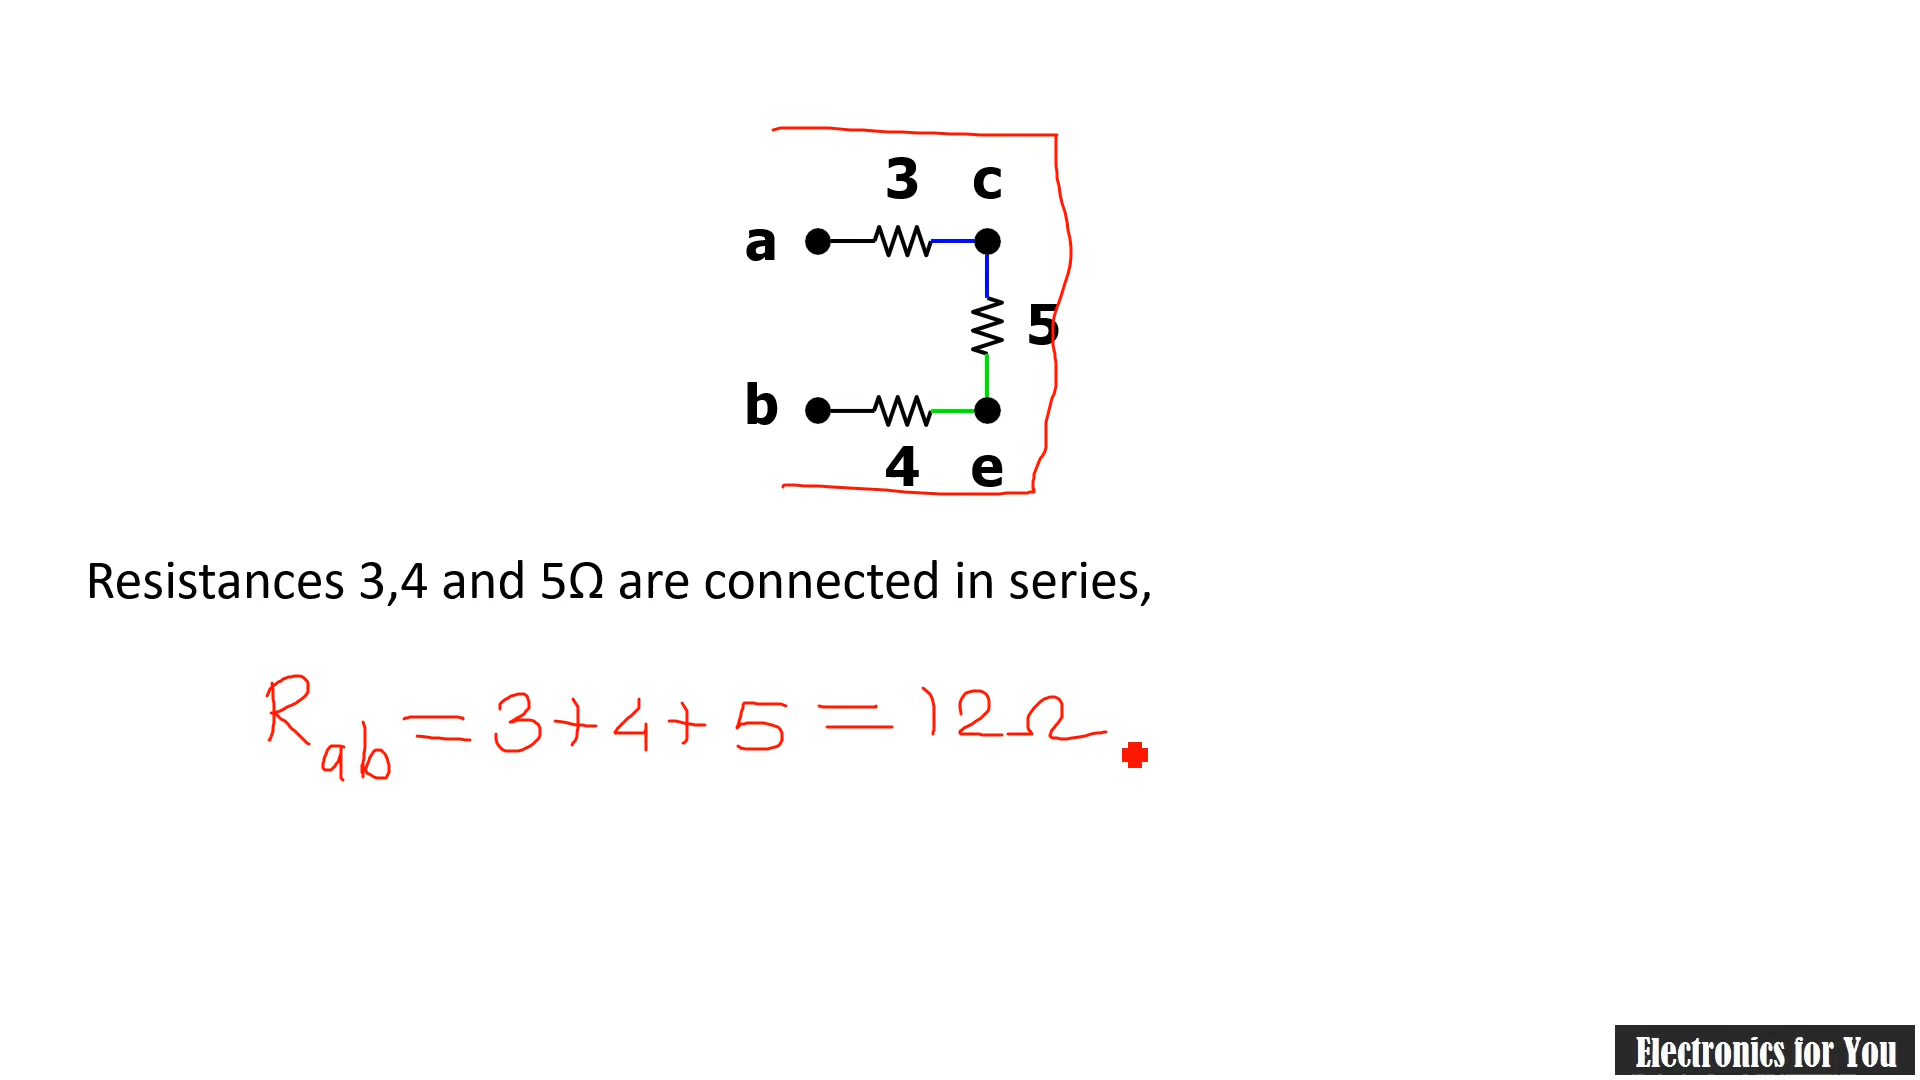 3 c
a
5
b
4 e
Resistances 3,4 and 5Ω are connected in series,
Rab = 3+4+5 = 12Ω
Electronics for You